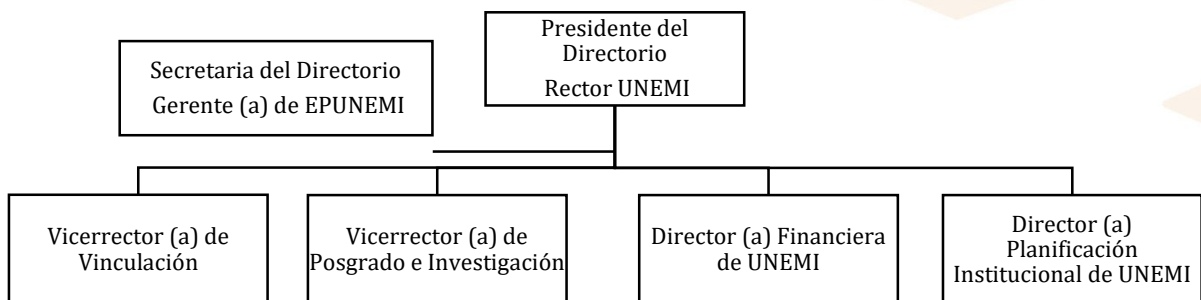 Presidente del
Directorio
Rector UNEMI
Secretaria del Directorio
Gerente (a) de EPUNEMI
Vicerrector (a) de
Vinculación
Vicerrector (a) de
Posgrado e Investigación
Director (a) Financiera
de UNEMI
Director (a)
Planificación
Institucional de UNEMI